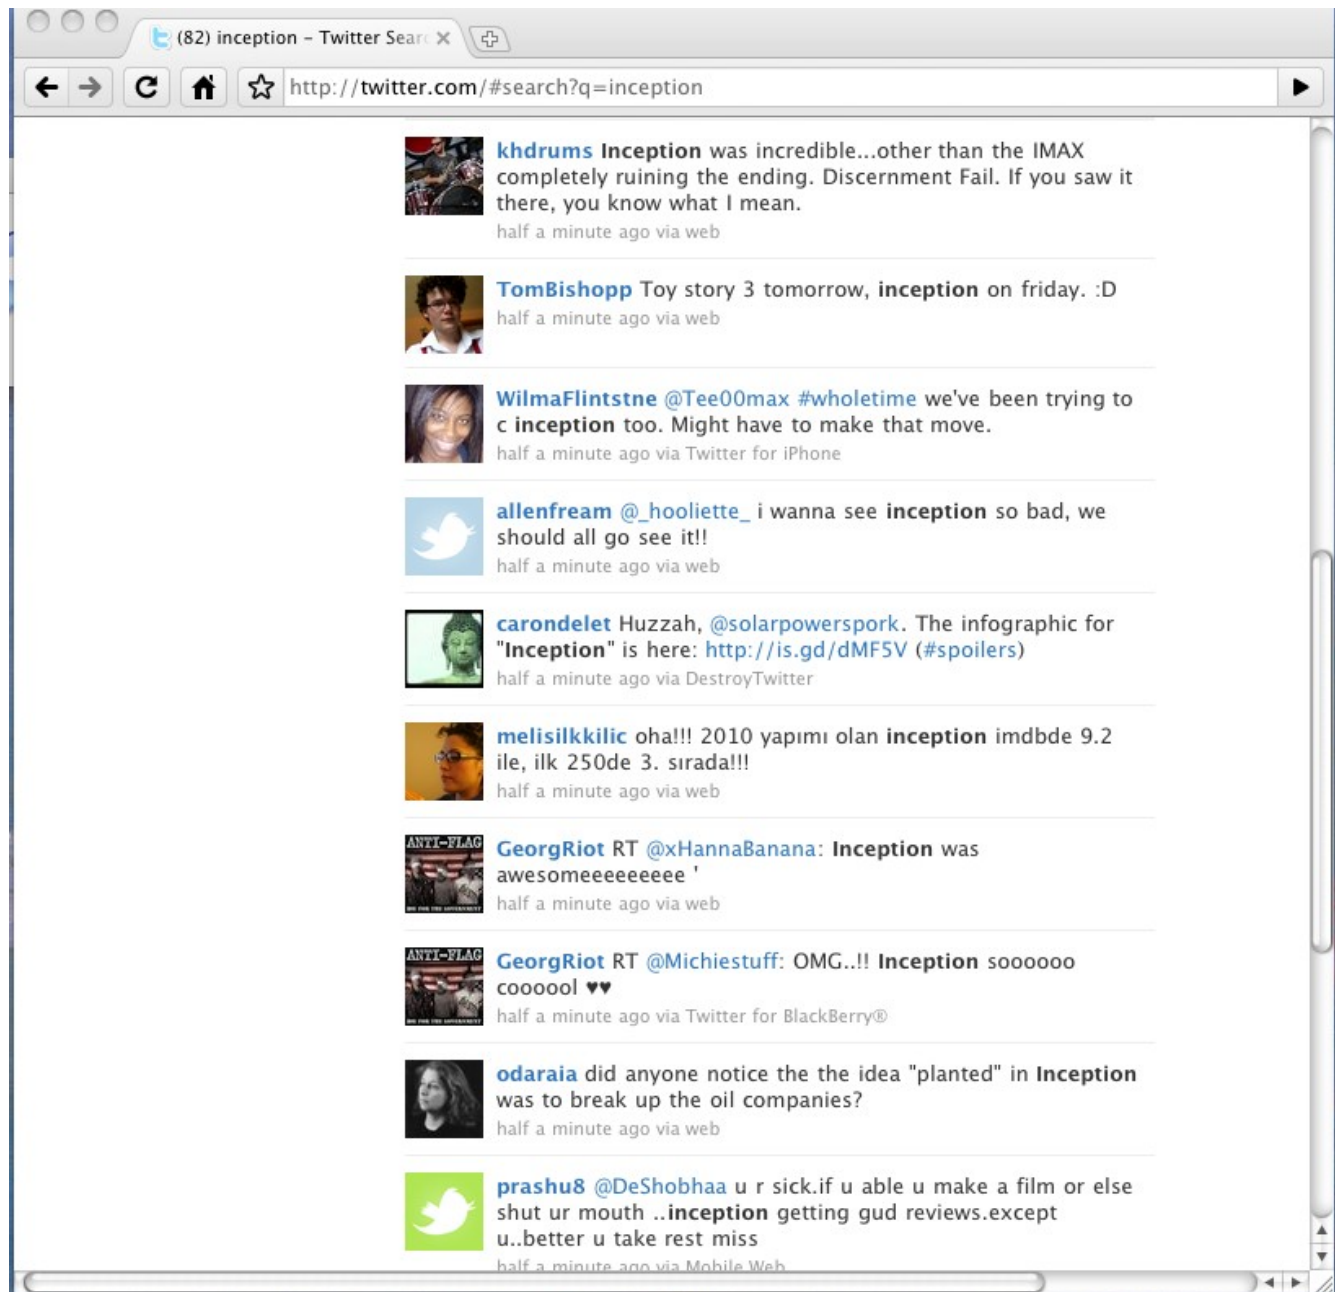 (82) inception – Twitter Sear
http://twitter.com/#search?q=inception
khdrums Inception was incredible...other than the IMAX
completely ruining the ending. Discernment Fail. If you saw it
there, you know what I mean.
half a minute ago via web
TomBishopp Toy story 3 tomorrow, inception on friday. :D
half a minute ago via web
WilmaFlintstne @Tee00max #wholetime we've been trying to
c inception too. Might have to make that move.
half a minute ago via Twitter for iPhone
allenfream @_hooliette_ i wanna see inception so bad, we
should all go see it!!
half a minute ago via web
carondelet Huzzah, @solarpowerspork. The infographic for
"Inception" is here: http://is.gd/dMF5V (#spoilers)
half a minute ago via DestroyTwitter
melisilkkilic oha!!! 2010 yapımı olan inception imdbde 9.2
ile, ilk 250de 3. sırada!!!
half a minute ago via web
ANTI-FLAG
GeorgRiot RT @xHannaBanana: Inception was
awesomeeeeeeeee '
half a minute ago via web
ANTI-FLAG
GeorgRiot RT @Michiestuff: OMG..!! Inception soooooo
coooool ♥♥
half a minute ago via Twitter for BlackBerry®
odaraia did anyone notice the the idea "planted" in Inception
was to break up the oil companies?
half a minute ago via web
prashu8 @DeShobhaa u r sick.if u able u make a film or else
shut ur mouth ..inception getting gud reviews.except
u..better u take rest miss
half a minute ago via Mobile Web